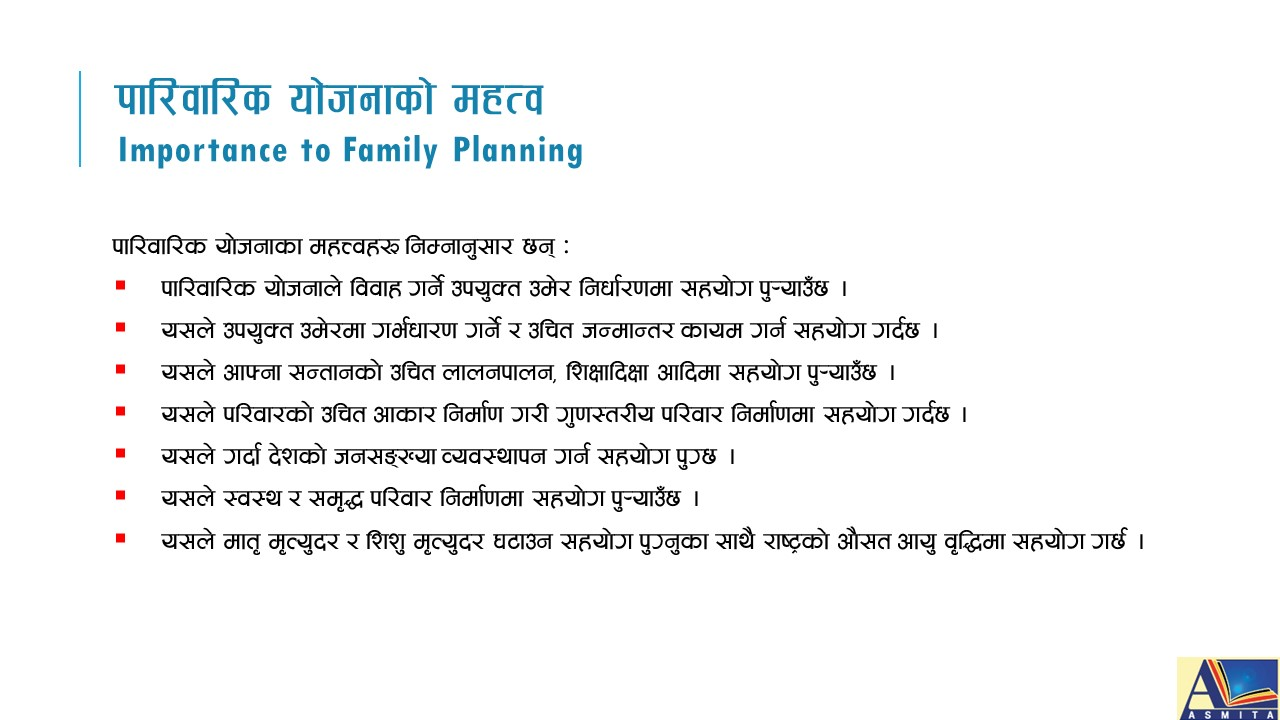 पारिवारिक योजनाको महत्व
Importance to Family Planning
पारिवारिक योजनाका महत्त्वहरू निम्नानुसार छन् :
▪ पारिवारिक योजनाले विवाह गर्ने उपयुक्त उमेर निर्धारणमा सहयोग पुऱ्याउँछ ।
▪ यसले उपयुक्त उमेरमा गर्भधारण गर्ने र उचित जन्मान्तर कायम गर्न सहयोग गर्दछ ।
▪ यसले आफ्ना सन्तानको उचित लालनपालन, शिक्षादिक्षा आदिमा सहयोग पुऱ्याउँछ ।
▪ यसले परिवारको उचित आकार निर्माण गरी गुणस्तरीय परिवार निर्माणमा सहयोग गर्दछ ।
▪ यसले गर्दा देशको जनसङ्ख्या व्यवस्थापन गर्न सहयोग पुग्छ ।
▪ यसले स्वस्थ र समृद्ध परिवार निर्माणमा सहयोग पुऱ्याउँछ ।
▪ यसले मातृ मृत्युदर र शिशु मृत्युदर घटाउन सहयोग पुग्नुका साथै राष्ट्रको औसत आयु वृद्धिमा सहयोग गर्छ ।
ASMITA